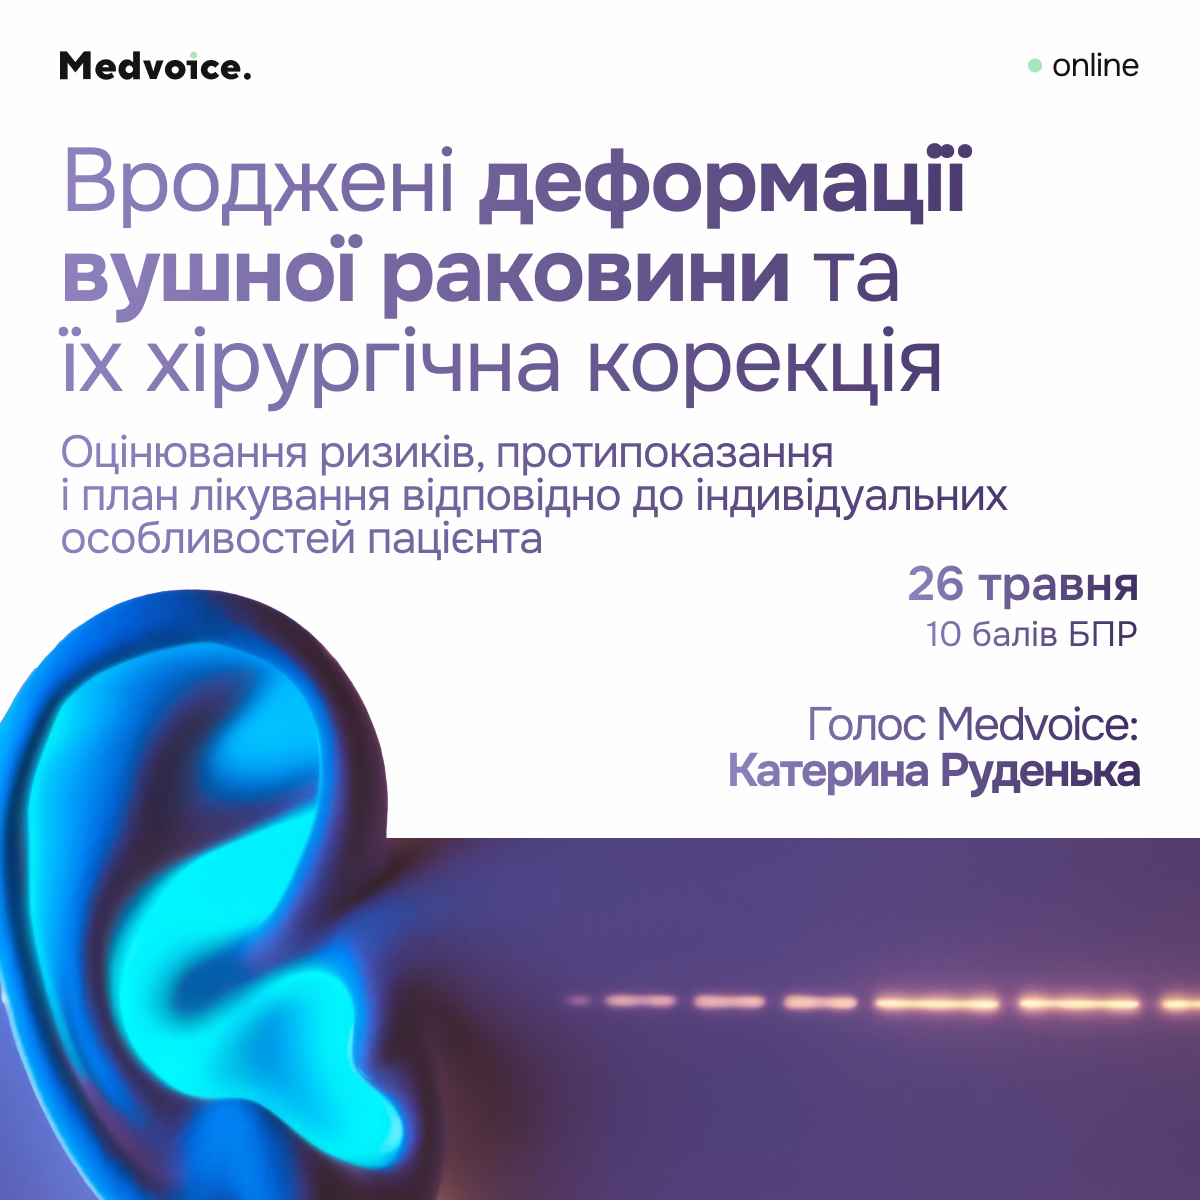 Medvoice.
online
Вроджені деформації
вушної раковини та
їх хірургічна корекція
Оцінювання ризиків, протипоказання
і план лікування відповідно до індивідуальних
особливостей пацієнта
26 травня
10 балів БПР
Голос Medvoice:
Катерина Руденька